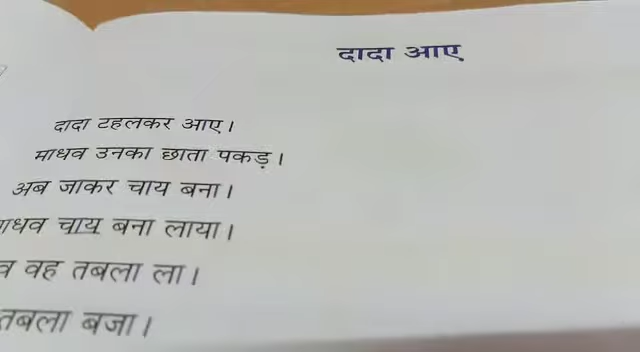 दादा आए
दादा टहलकर आए।
माधव उनका छाता पकड़।
अब जाकर चाय बना।
चाय बना लाया।
वह तबला ला।
तबला बजा।